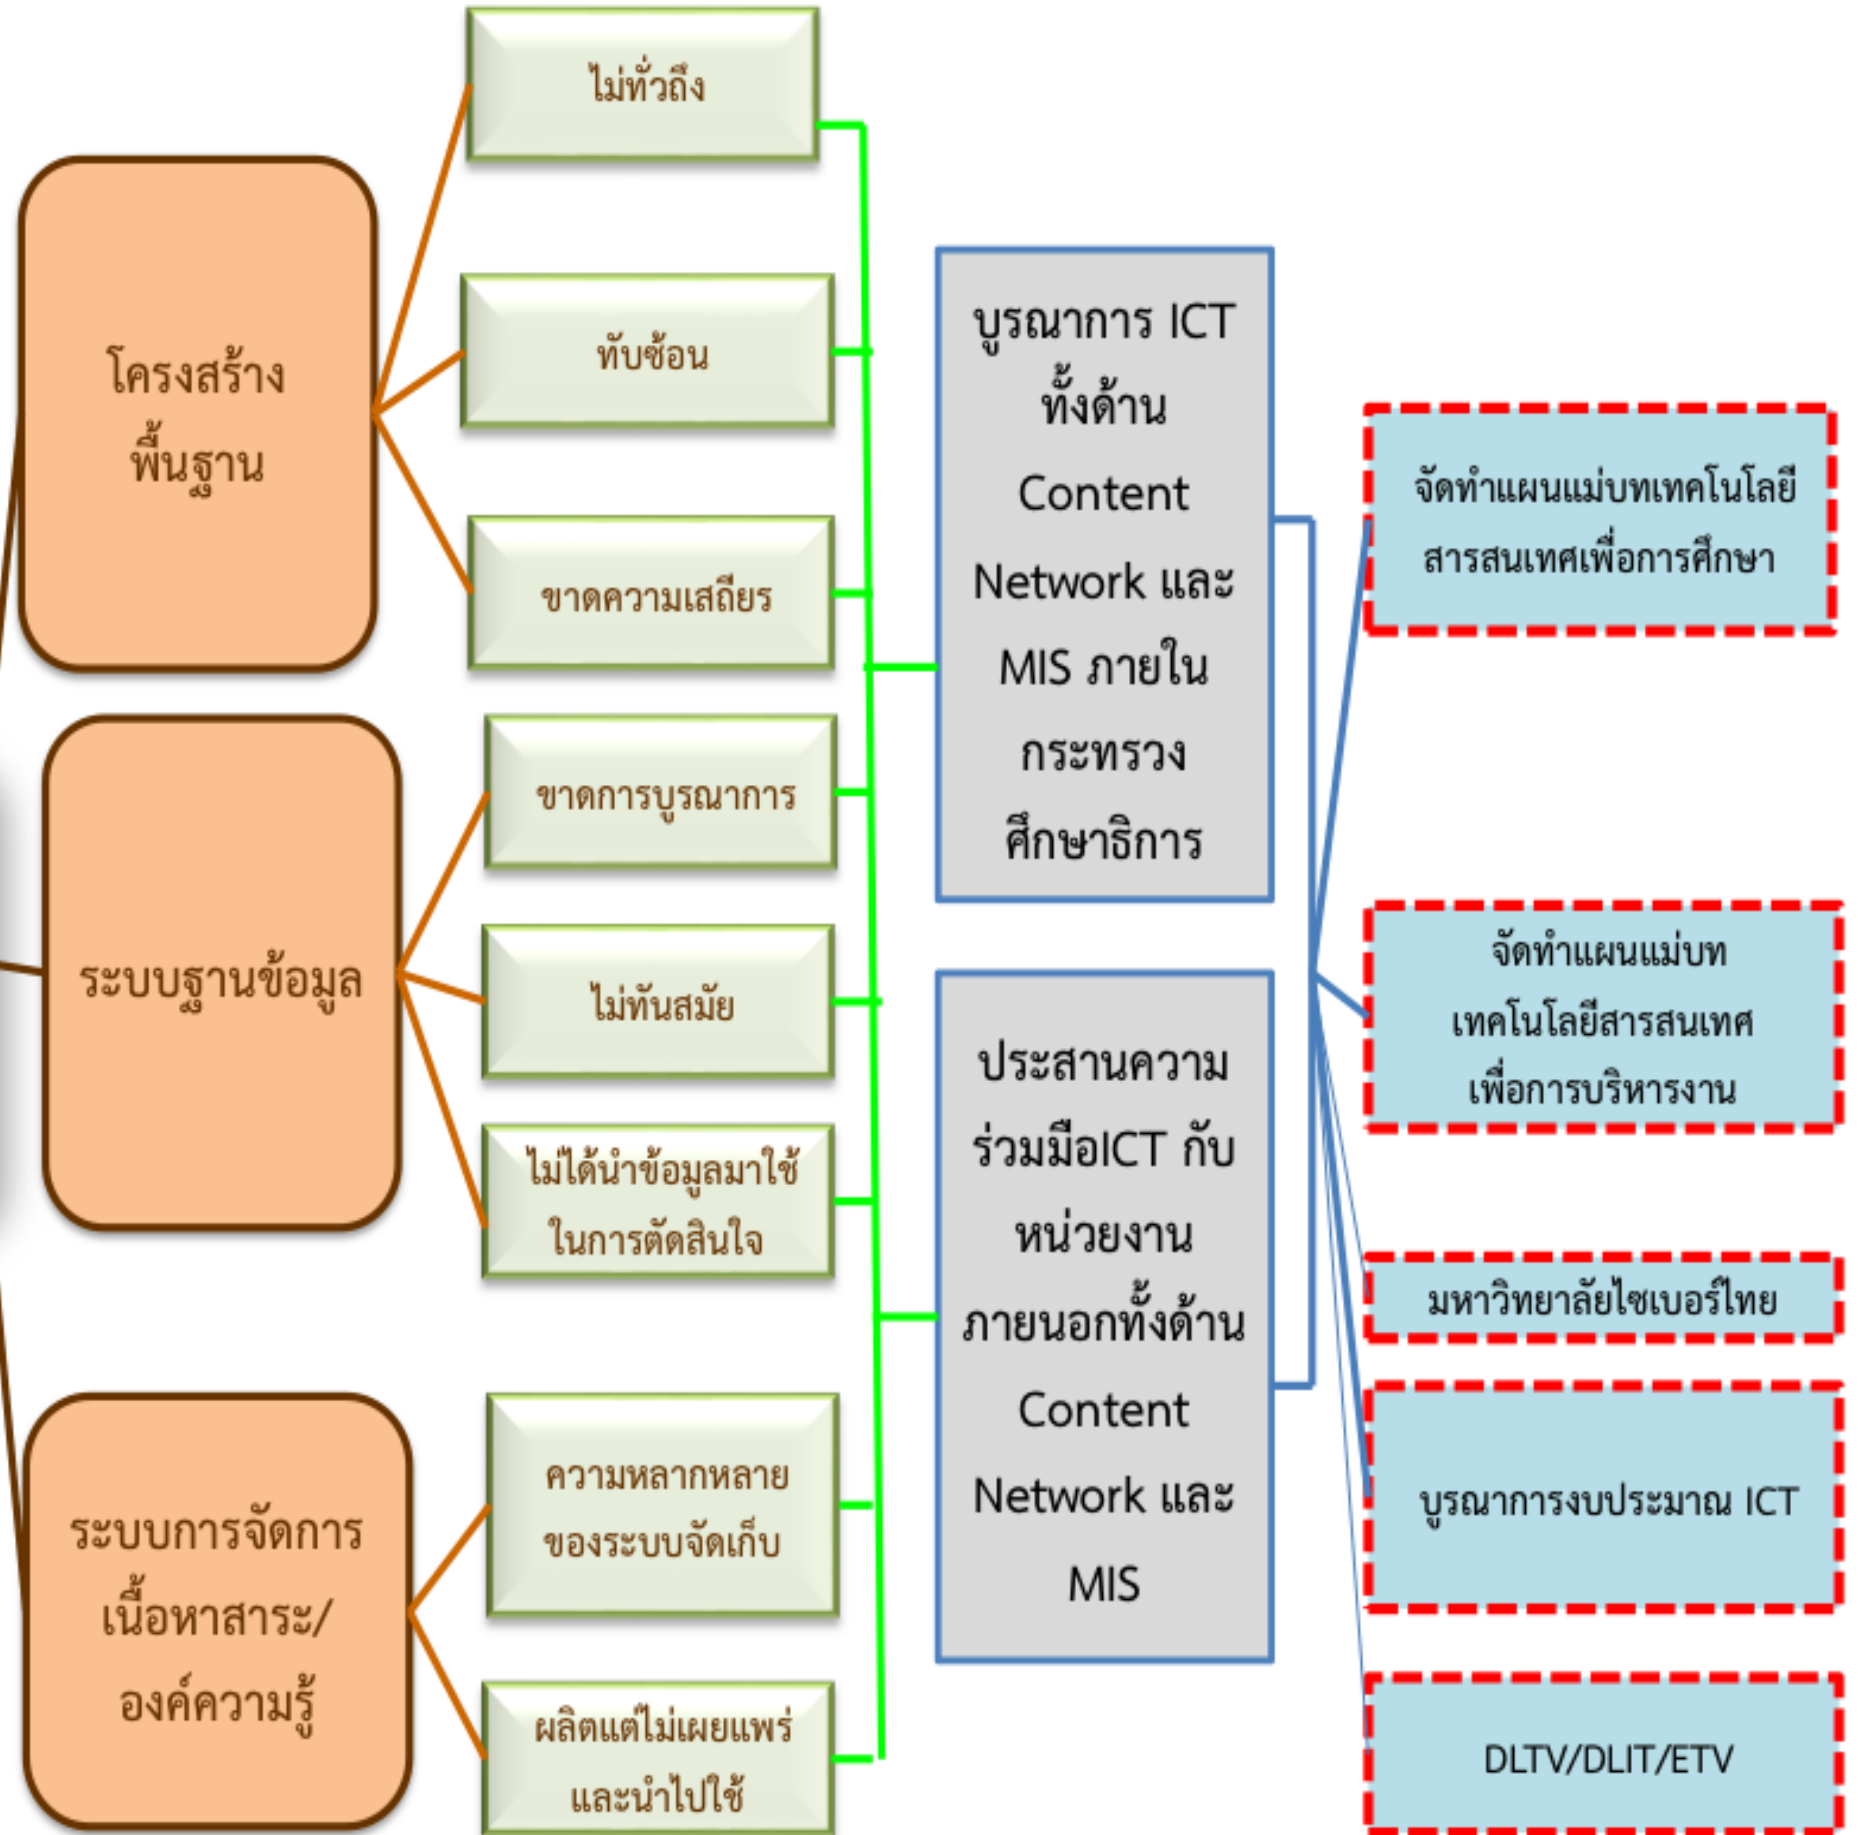 โครงสร้าง
พื้นฐาน
ระบบฐานข้อมูล
ระบบการจัดการ
เนื้อหาสาระ/
องค์ความรู้
ไม่ทั่วถึง
ทับซ้อน
ขาดความเสถียร
ขาดการบูรณาการ
ไม่ทันสมัย
ไม่ได้นำข้อมูลมาใช้
ในการตัดสินใจ
ความหลากหลาย
ของระบบจัดเก็บ
ผลิตแต่ไม่เผยแพร่
และนำไปใช้
บูรณาการ ICT
ทั้งด้าน
Content
Network และ
MIS ภายใน
กระทรวง
ศึกษาธิการ
ประสานความ
ร่วมมือICT กับ
หน่วยงาน
ภายนอกทั้งด้าน
Content
Network และ
MIS
จัดทำแผนแม่บทเทคโนโลยี
สารสนเทศเพื่อการศึกษา
จัดทำแผนแม่บท
เทคโนโลยีสารสนเทศ
เพื่อการบริหารงาน
มหาวิทยาลัยไซเบอร์ไทย
บูรณาการงบประมาณ ICT
DLTV/DLIT/ETV